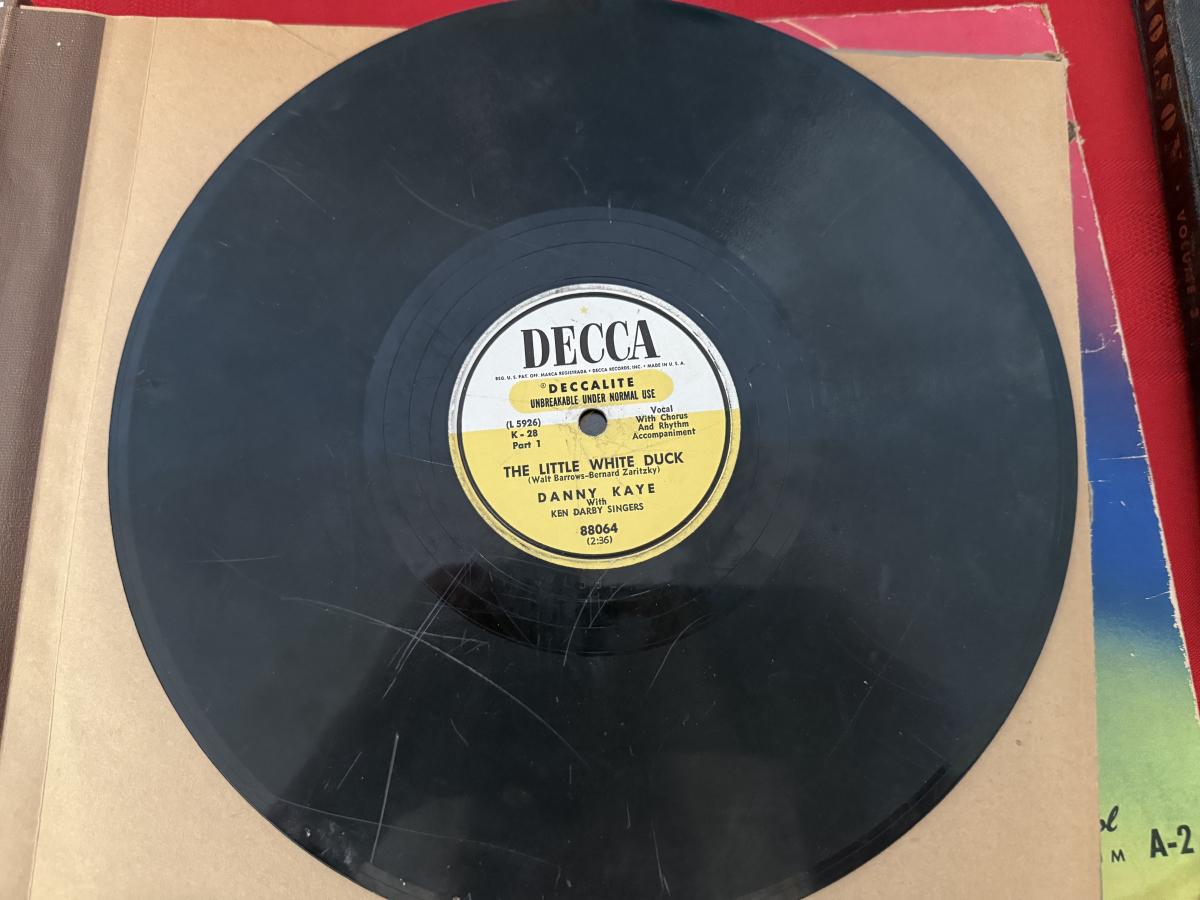 DECCA
REG. U. S. PAT. OFF. MARCA REGISTRADA • DECCA RECORDS, INC. • MADE IN U. S. A.
® DECCALITE
UNBREAKABLE UNDER NORMAL USE
(L 5926)
K - 28
Part 1
Vocal
With Chorus
And Rhythm
Accompaniment
THE LITTLE WHITE DUCK
(Walt Barrows-Bernard Zaritzky)
DANNY KAYE
With
KEN DARBY SINGERS
88064
(2:36)
A-2
VOLUME